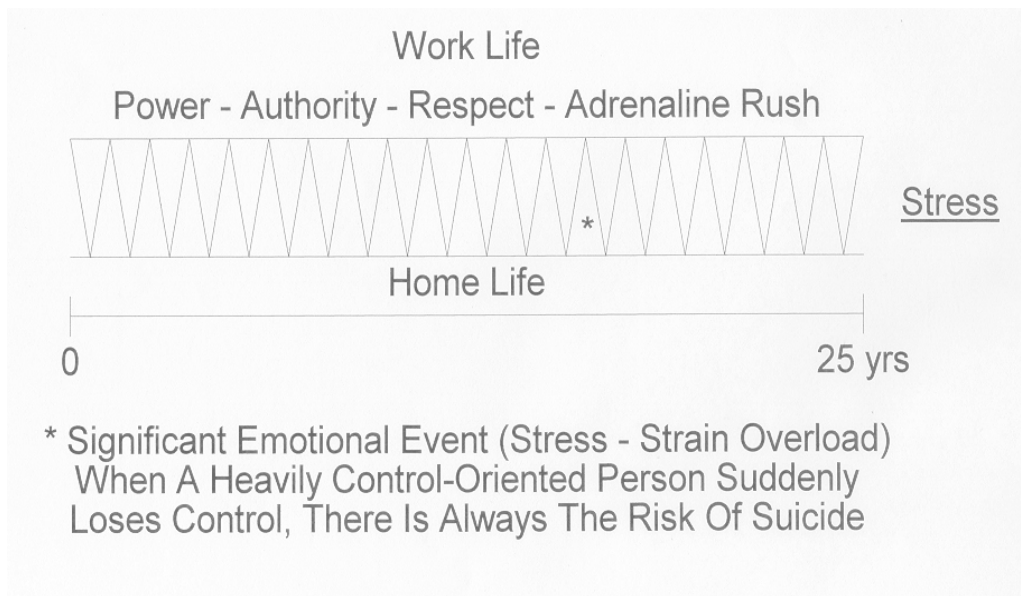 Work Life
Power - Authority - Respect - Adrenaline Rush
*
Stress
Home Life
0
25 yrs
* Significant Emotional Event (Stress - Strain Overload)
When A Heavily Control-Oriented Person Suddenly
Loses Control, There Is Always The Risk Of Suicide